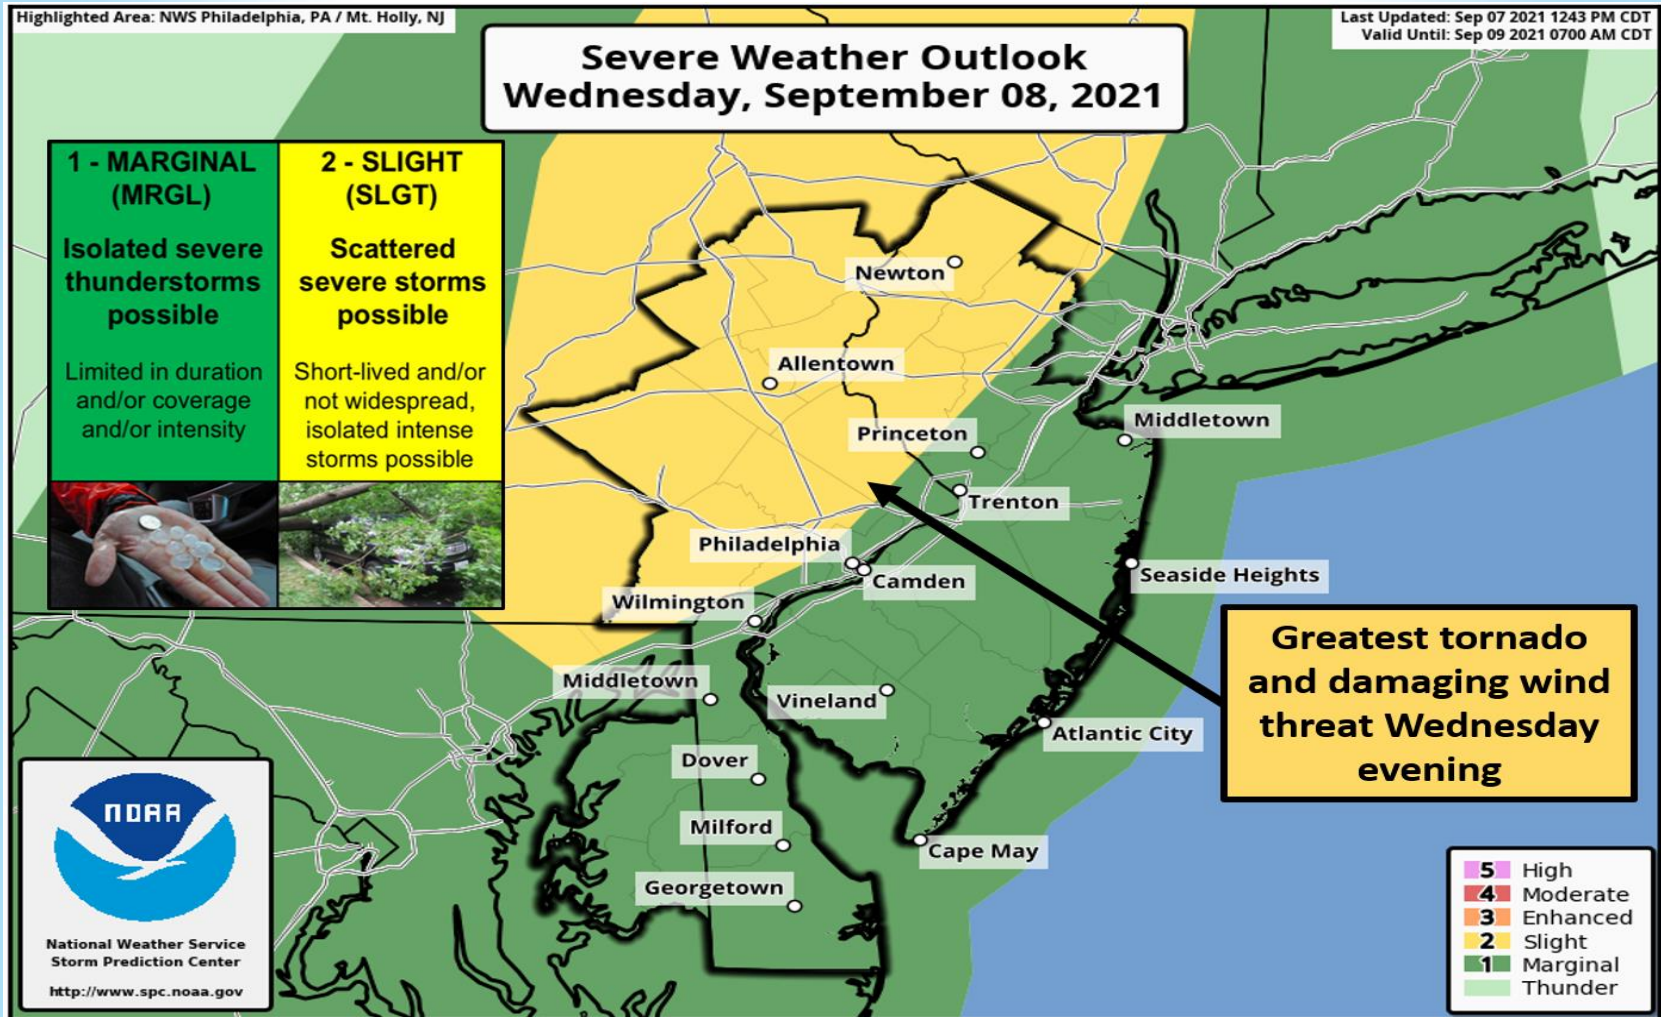 Highlighted Area: NWS Philadelphia, PA / Mt. Holly, NJ
Last Updated: Sep 07 2021 1243 PM CDT
Valid Until: Sep 09 2021 0700 AM CDT
Severe Weather Outlook
Wednesday, September 08, 2021
1 - MARGINAL
(MRGL)
Isolated severe
thunderstorms
possible
Limited in duration
and/or coverage
and/or intensity
2 - SLIGHT
(SLGT)
Scattered
severe storms
possible
Short-lived and/or
not widespread,
isolated intense
storms possible
Newton
Allentown
Middletown
Princeton
Trenton
Philadelphia
Camden
Seaside Heights
Wilmington
Middletown
Vineland
Atlantic City
Dover
Milford
Cape May
Georgetown
Greatest tornado
and damaging wind
threat Wednesday
evening
NOAA
National Weather Service
Storm Prediction Center
http://www.spc.noaa.gov
5 High
4 Moderate
3 Enhanced
2 Slight
1 Marginal
Thunder